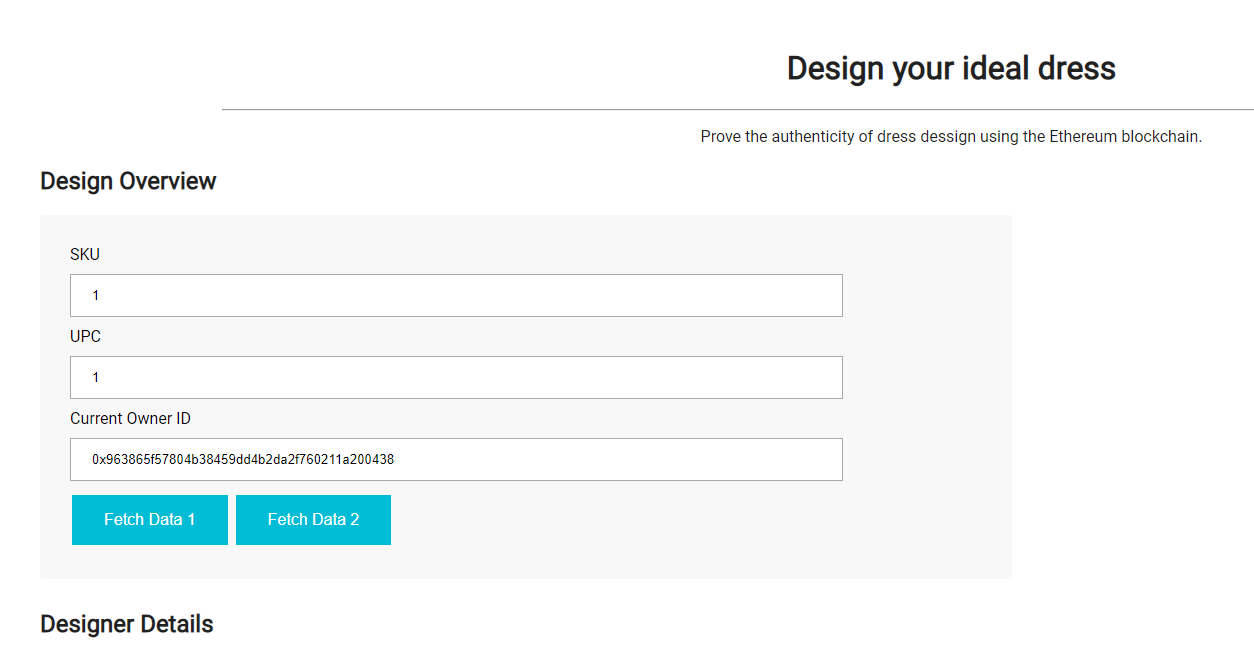 Design your ideal dress
Prove the authenticity of dress dessign using the Ethereum blockchain.
Design Overview
SKU
1
UPC
1
Current Owner ID
0x963865f57804b38459dd4b2da2f760211a200438
Fetch Data 1 Fetch Data 2
Designer Details